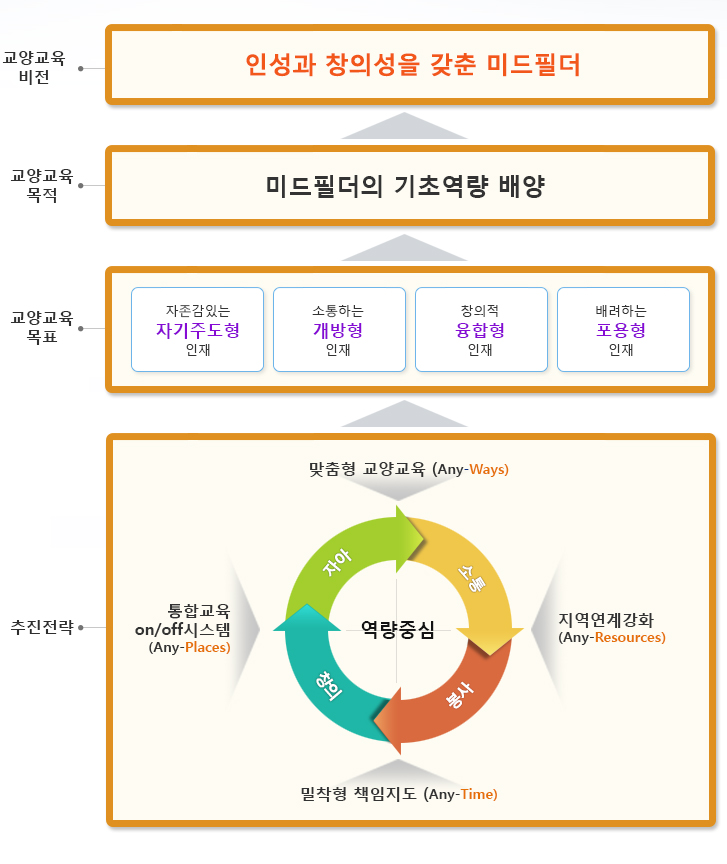 교양교육
비전
인성과 창의성을 갖춘 미드필더
교양교육
목적
미드필더의 기초역량 배양
교양교육
목표
자존감있는
자기주도형
인재
소통하는
개방형
인재
창의적
융합형
인재
배려하는
포용형
인재
추진전략
맞춤형 교양교육 (Any-Ways)
자아
소통
통합교육
on/off시스템
(Any-Places)
역량중심
지역연계강화
(Any-Resources)
창의
봉사
밀착형 책임지도 (Any-Time)